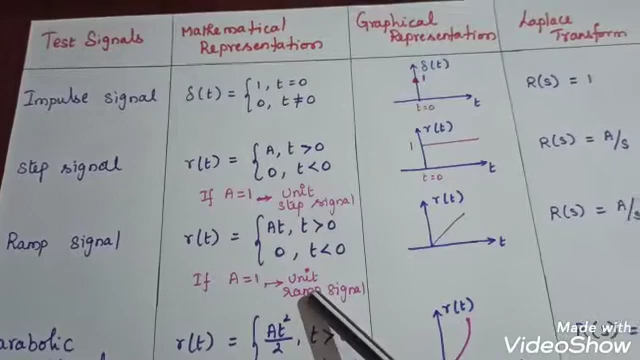 Test Signals
Mathematical Representation
Graphical Representation
Laplace Transform
Impulse signal
δ(t) = { 1, t=0
0, t≠0
δ(t)
1
t=0
t
R(s) = 1
step signal
r(t) = { A, t>0
0, t<0
If A=1 → Unit step signal
r(t)
1
t=0
t
R(s) = A/s
Ramp signal
r(t) = { At, t>0
0, t<0
If A=1 → Unit Ramp signal
r(t)
t
R(s) = A/s
arabolic
r(t) = { At²/2, t>
r(t)
Made With
VideoShow